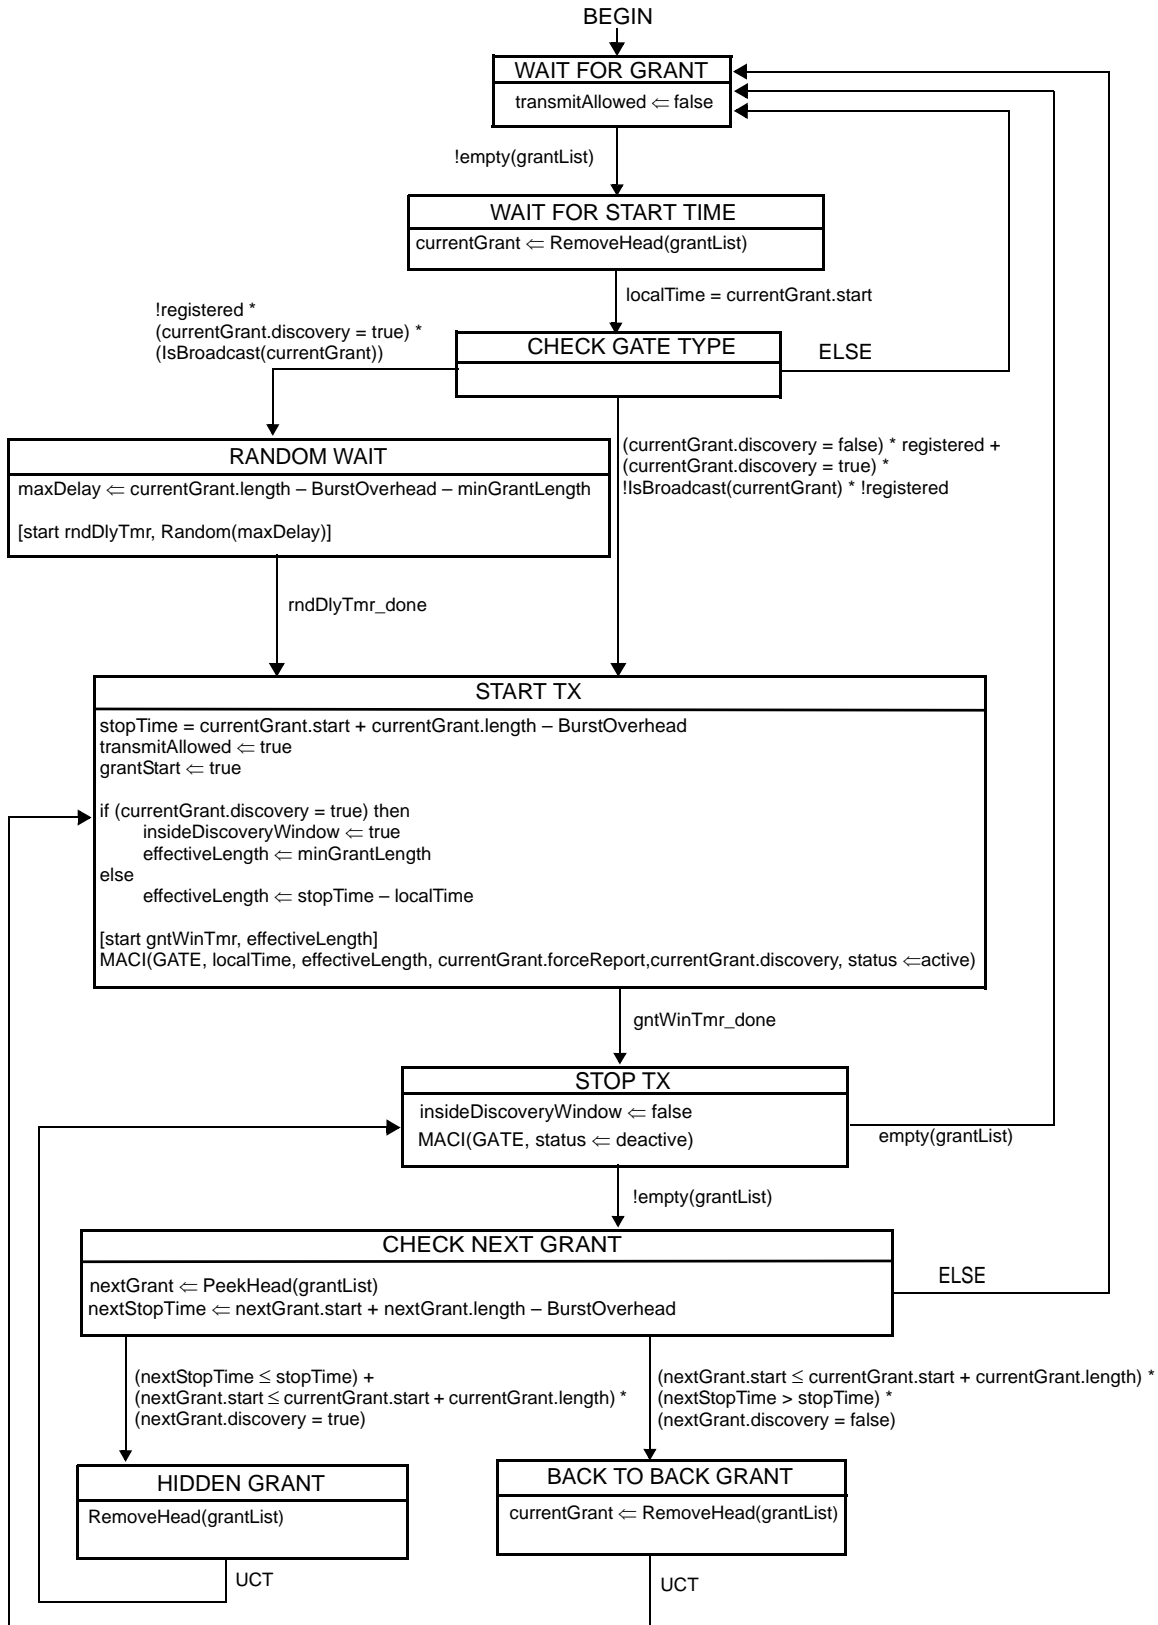 BEGIN
WAIT FOR GRANT
transmitAllowed ⇐ false
!empty(grantList)
WAIT FOR START TIME
currentGrant ⇐ RemoveHead(grantList)
localTime = currentGrant.start
!registered *
(currentGrant.discovery = true) *
(IsBroadcast(currentGrant))
CHECK GATE TYPE
ELSE
(currentGrant.discovery = false) * registered +
(currentGrant.discovery = true) *
!IsBroadcast(currentGrant) * !registered
RANDOM WAIT
maxDelay ⇐ currentGrant.length – BurstOverhead – minGrantLength
[start rndDlyTmr, Random(maxDelay)]
rndDlyTmr_done
START TX
stopTime = currentGrant.start + currentGrant.length – BurstOverhead
transmitAllowed ⇐ true
grantStart ⇐ true
if (currentGrant.discovery = true) then
insideDiscoveryWindow ⇐ true
effectiveLength ⇐ minGrantLength
else
effectiveLength ⇐ stopTime – localTime
[start gntWinTmr, effectiveLength]
MACI(GATE, localTime, effectiveLength, currentGrant.forceReport,currentGrant.discovery, status ⇐active)
gntWinTmr_done
STOP TX
insideDiscoveryWindow ⇐ false
MACI(GATE, status ⇐ deactive)
empty(grantList)
!empty(grantList)
CHECK NEXT GRANT
nextGrant ⇐ PeekHead(grantList)
nextStopTime ⇐ nextGrant.start + nextGrant.length – BurstOverhead
ELSE
(nextStopTime ≤ stopTime) +
(nextGrant.start ≤ currentGrant.start + currentGrant.length) *
(nextGrant.discovery = true)
(nextGrant.start ≤ currentGrant.start + currentGrant.length) *
(nextStopTime > stopTime) *
(nextGrant.discovery = false)
HIDDEN GRANT
RemoveHead(grantList)
UCT
BACK TO BACK GRANT
currentGrant ⇐ RemoveHead(grantList)
UCT